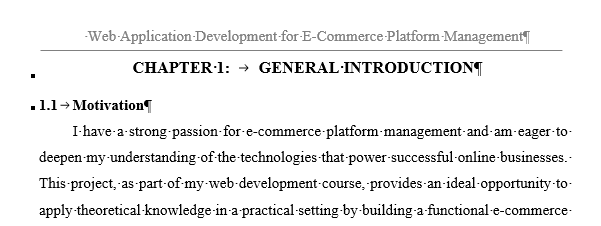 Web Application Development for E-Commerce Platform Management¶
CHAPTER 1: → GENERAL INTRODUCTION¶
1.1 → Motivation¶
I have a strong passion for e-commerce platform management and am eager to
deepen my understanding of the technologies that power successful online businesses.
This project, as part of my web development course, provides an ideal opportunity to
apply theoretical knowledge in a practical setting by building a functional e-commerce